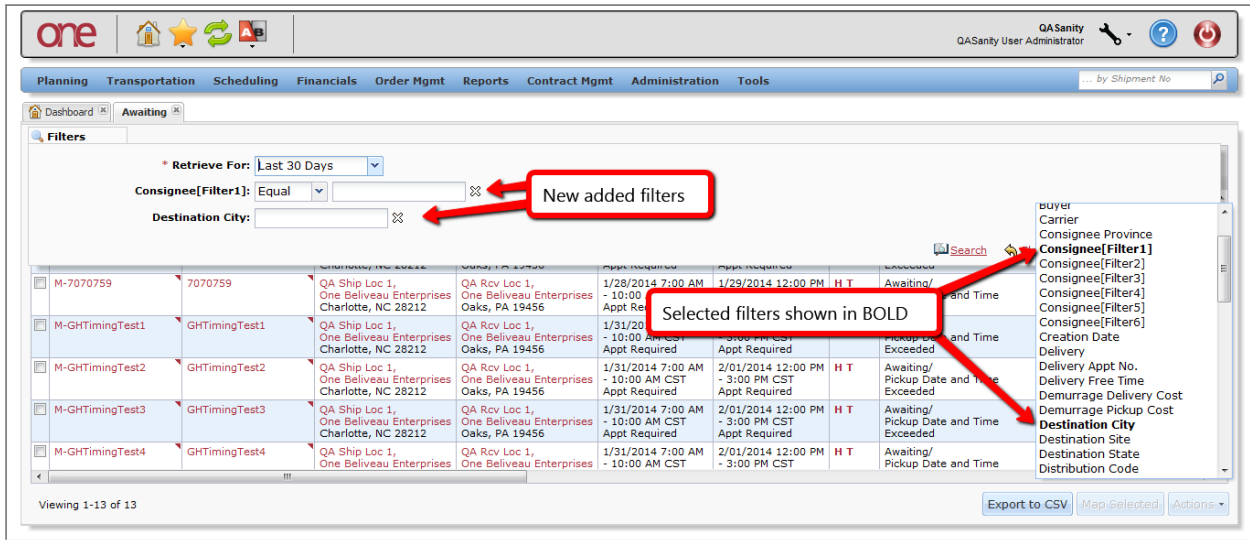 one
A B
QASanity
QASanity User Administrator
?
Planning Transportation Scheduling Financials Order Mgmt Reports Contract Mgmt Administration Tools
... by Shipment No
Dashboard Awaiting
Filters
* Retrieve For: Last 30 Days
Consignee[Filter1]: Equal
Destination City:
New added filters
Search
Buyer
Carrier
Consignee Province
Consignee[Filter1]
Consignee[Filter2]
Consignee[Filter3]
Consignee[Filter4]
Consignee[Filter5]
Consignee[Filter6]
Creation Date
Delivery
Delivery Appt No.
Delivery Free Time
Demurrage Delivery Cost
Demurrage Pickup Cost
Destination City
Destination Site
Destination State
Distribution Code
Selected filters shown in BOLD
Charlotte, NC 28212 Oaks, PA 19456 Appt Required Appt Required Exceeded
M-7070759 7070759 QA Ship Loc 1, QA Rcv Loc 1, 1/28/2014 7:00 AM 1/29/2014 12:00 PM H T Awaiting/
One Beliveau Enterprises One Beliveau Enterprises - 10:00 and Time
Charlotte, NC 28212 Oaks, PA 19456 Appt
M-GHTimingTest1 GHTimingTest1 QA Ship Loc 1, QA Rcv Loc 1,
One Beliveau Enterprises One Beliveau Enterprises - 10:00 AM CST - 3:00 PM CST Pickup Date and Time
Charlotte, NC 28212 Oaks, PA 19456 Appt Required Appt Required Exceeded
M-GHTimingTest2 GHTimingTest2 QA Ship Loc 1, QA Rcv Loc 1, 1/31/2014 7:00 AM 2/01/2014 12:00 PM H T Awaiting/
One Beliveau Enterprises One Beliveau Enterprises - 10:00 AM CST - 3:00 PM CST Pickup Date and Time
Charlotte, NC 28212 Oaks, PA 19456 Appt Required Appt Required Exceeded
M-GHTimingTest3 GHTimingTest3 QA Ship Loc 1, QA Rcv Loc 1, 1/31/2014 7:00 AM 2/01/2014 12:00 PM H T Awaiting/
One Beliveau Enterprises One Beliveau Enterprises - 10:00 AM CST - 3:00 PM CST Pickup Date and Time
Charlotte, NC 28212 Oaks, PA 19456 Appt Required Appt Required Exceeded
M-GHTimingTest4 GHTimingTest4 QA Ship Loc 1, QA Rcv Loc 1, 1/31/2014 7:00 AM 2/01/2014 12:00 PM H T Awaiting/
One Beliveau Enterprises One Beliveau Enterprises - 10:00 AM CST - 3:00 PM CST Pickup Date and Time
Viewing 1-13 of 13
Export to CSV Map Selected Actions